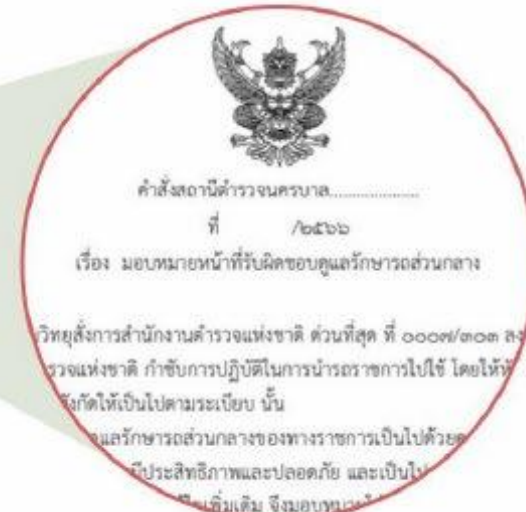 คำสั่งสถานีตำรวจนครบาล....................
ที่ /๒๕๖๖
เรื่อง มอบหมายหน้าที่รับผิดชอบดูแลรักษารถส่วนกลาง
วิทยุสั่งการสำนักงานตำรวจแห่งชาติ ด่วนที่สุด ที่ ๐๐๐๗/๓๐๓ ลง
รวจแห่งชาติ กำชับการปฏิบัติในการนำรถราชการไปใช้ โดยให้
สังกัดให้เป็นไปตามระเบียบ นั้น
ดูแลรักษารถส่วนกลางของทางราชการเป็นไปด้วย
มีประสิทธิภาพและปลอดภัย และเป็นไป
เพิ่มเติม จึงมอบหมาย